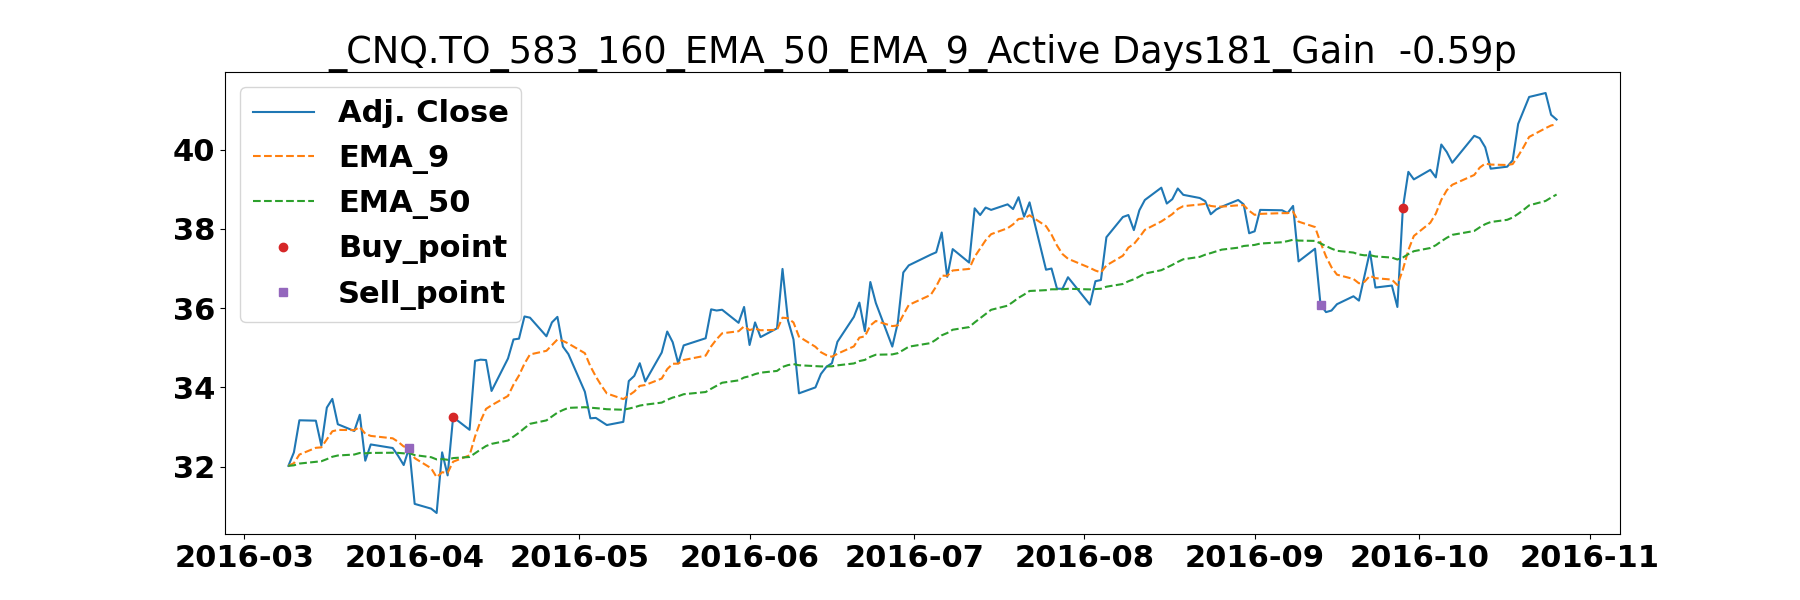 _CNQ.TO_583_160_EMA_50_EMA_9_Active Days181_Gain  -0.59p
Adj. Close
EMA_9
EMA_50
Buy_point
Sell_point
40
38
36
34
32
2016-03 2016-04 2016-05 2016-06 2016-07 2016-08 2016-09 2016-10 2016-11